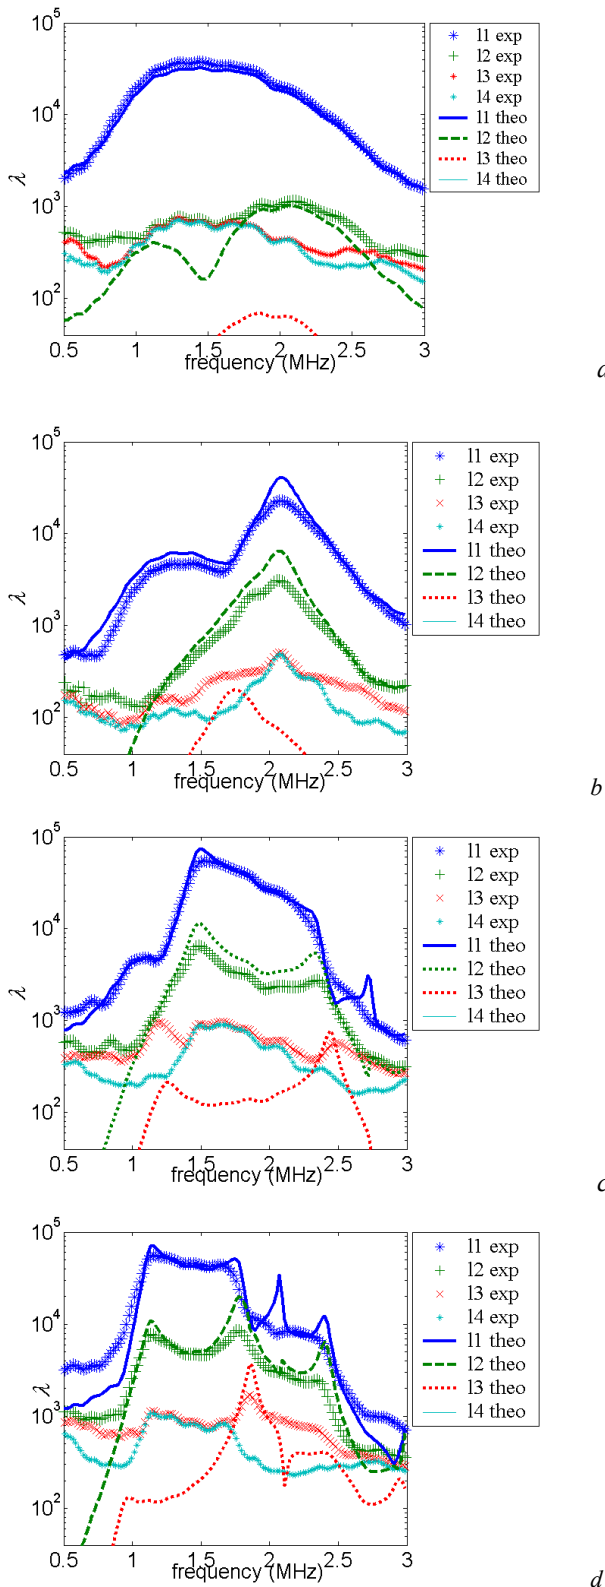 10^5
10^4
10^3
10^2
λ
0.5 1 1.5 2 2.5 3
frequency (MHz)
l1 exp
l2 exp
l3 exp
l4 exp
l1 theo
l2 theo
l3 theo
l4 theo
a
10^5
10^4
10^3
10^2
λ
0.5 1 1.5 2 2.5 3
frequency (MHz)
l1 exp
l2 exp
l3 exp
l4 exp
l1 theo
l2 theo
l3 theo
l4 theo
b
10^5
10^4
10^3
10^2
λ
0.5 1 1.5 2 2.5 3
frequency (MHz)
l1 exp
l2 exp
l3 exp
l4 exp
l1 theo
l2 theo
l3 theo
l4 theo
c
10^5
10^4
10^3
10^2
λ
0.5 1 1.5 2 2.5 3
frequency (MHz)
l1 exp
l2 exp
l3 exp
l4 exp
l1 theo
l2 theo
l3 theo
l4 theo
d